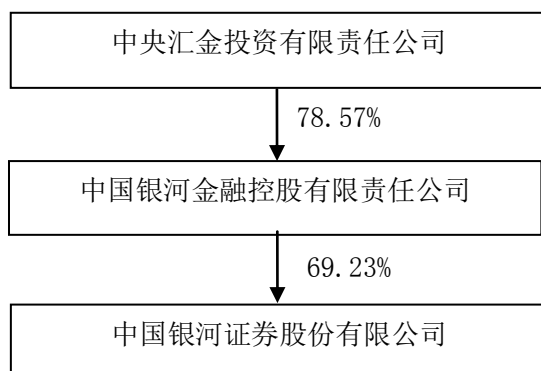 中央汇金投资有限责任公司
78.57%
中国银河金融控股有限责任公司
69.23%
中国银河证券股份有限公司